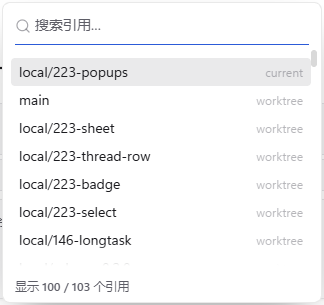 搜索引用...
local/223-popups current
main worktree
local/223-sheet worktree
local/223-thread-row worktree
local/223-badge worktree
local/223-select worktree
local/146-longtask worktree
显示 100 / 103 个引用